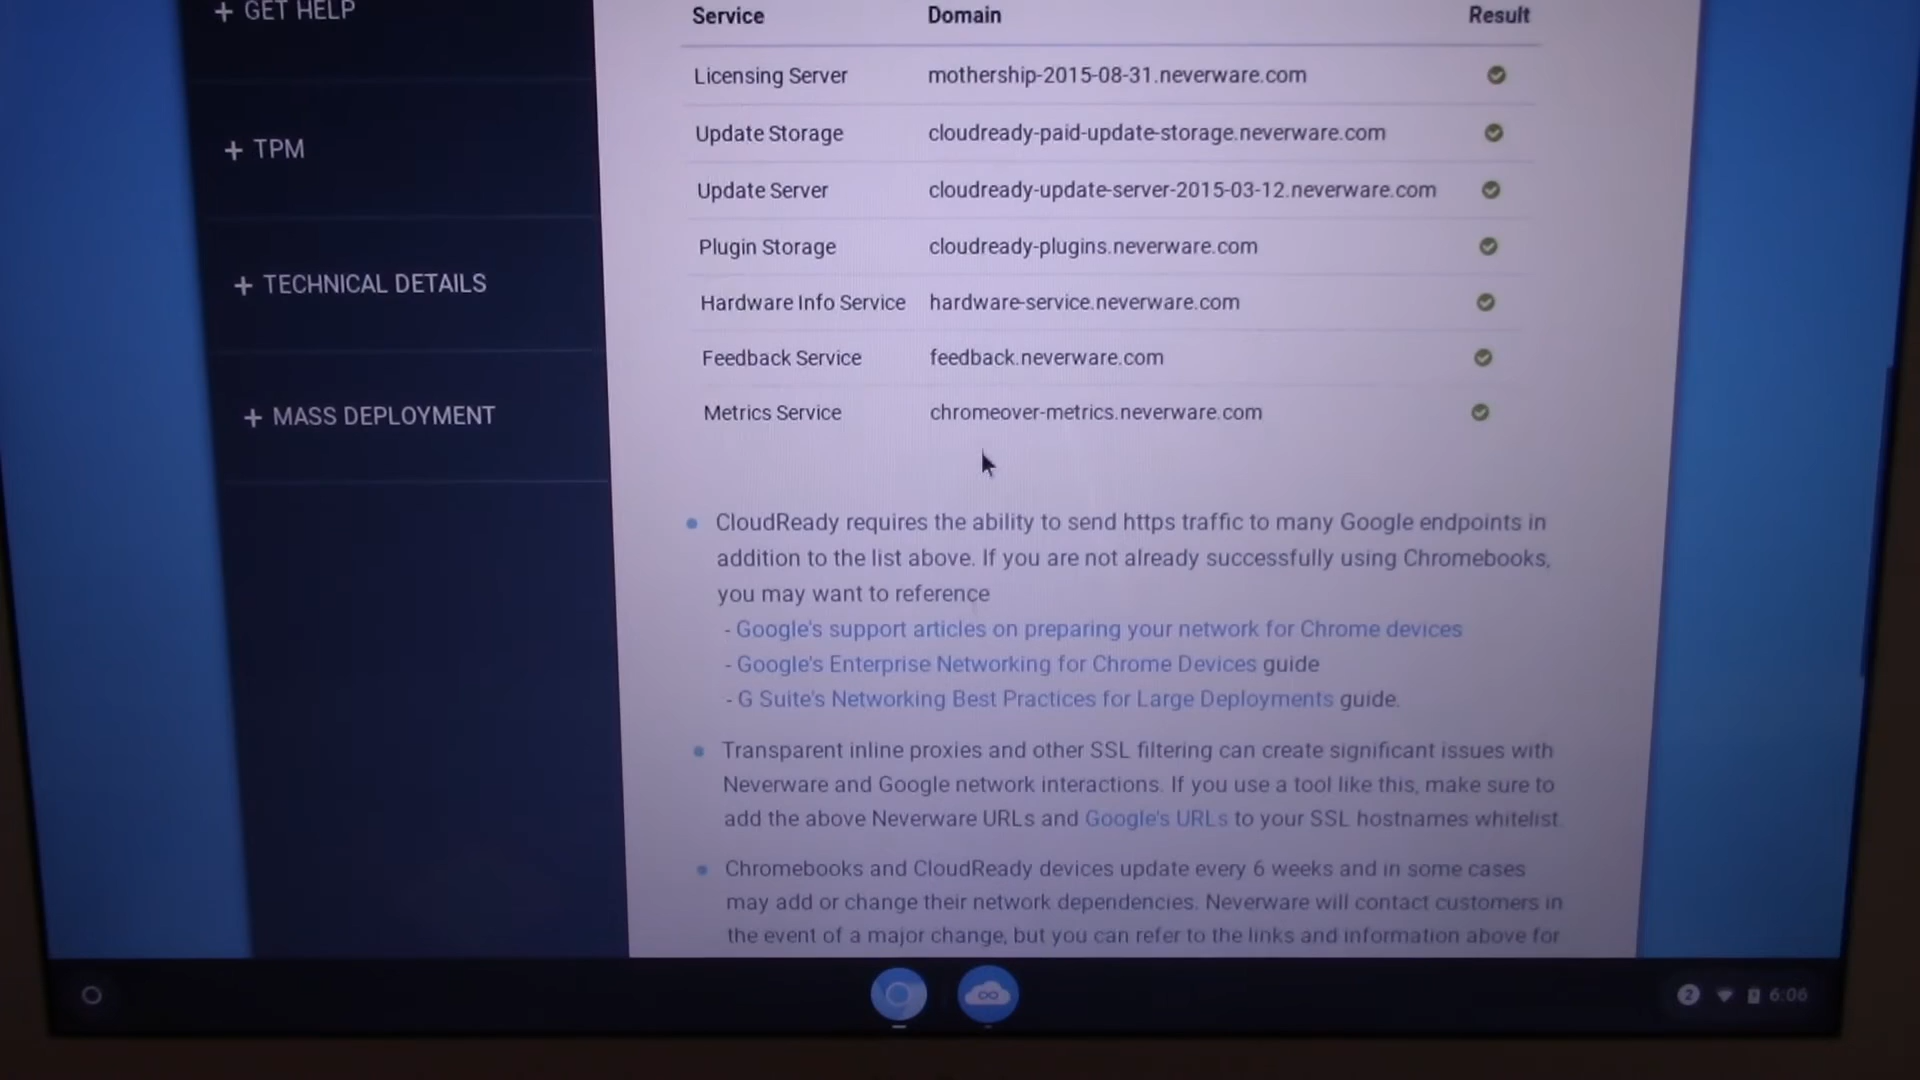 + GET HELP
+ TPM
+ TECHNICAL DETAILS
+ MASS DEPLOYMENT
Service Domain Result
Licensing Server mothership-2015-08-31.neverware.com
Update Storage cloudready-paid-update-storage.neverware.com
Update Server cloudready-update-server-2015-03-12.neverware.com
Plugin Storage cloudready-plugins.neverware.com
Hardware Info Service hardware-service.neverware.com
Feedback Service feedback.neverware.com
Metrics Service chromeover-metrics.neverware.com
CloudReady requires the ability to send https traffic to many Google endpoints in
addition to the list above. If you are not already successfully using Chromebooks,
you may want to reference
- Google's support articles on preparing your network for Chrome devices
- Google's Enterprise Networking for Chrome Devices guide
- G Suite's Networking Best Practices for Large Deployments guide.
Transparent inline proxies and other SSL filtering can create significant issues with
Neverware and Google network interactions. If you use a tool like this, make sure to
add the above Neverware URLs and Google's URLs to your SSL hostnames whitelist.
Chromebooks and CloudReady devices update every 6 weeks and in some cases
may add or change their network dependencies. Neverware will contact customers in
the event of a major change, but you can refer to the links and information above for
2 6:06